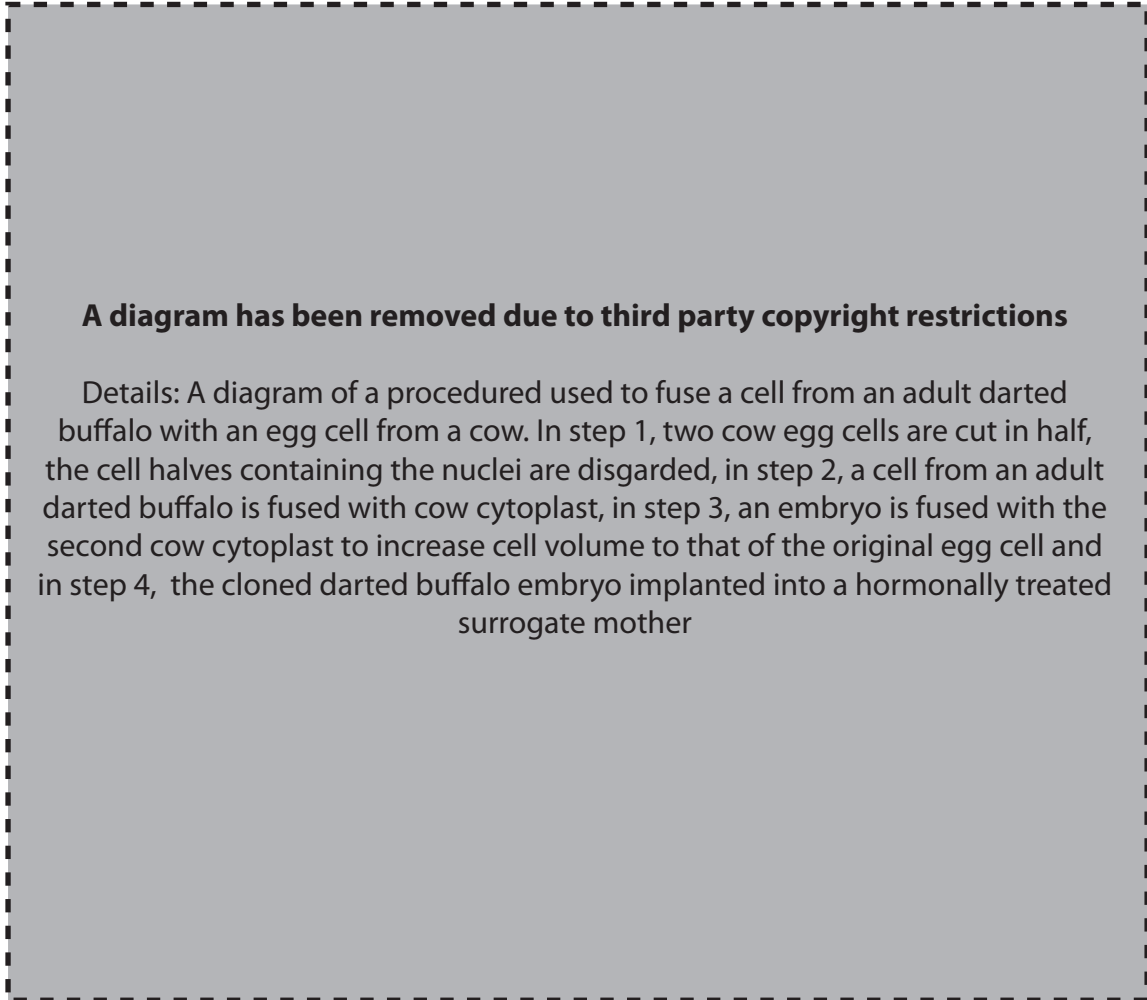 A diagram has been removed due to third party copyright restrictions
Details: A diagram of a procedured used to fuse a cell from an adult darted
buffalo with an egg cell from a cow. In step 1, two cow egg cells are cut in half,
the cell halves containing the nuclei are disgarded, in step 2, a cell from an adult
darted buffalo is fused with cow cytoplast, in step 3, an embryo is fused with the
second cow cytoplast to increase cell volume to that of the original egg cell and
in step 4, the cloned darted buffalo embryo implanted into a hormonally treated
surrogate mother